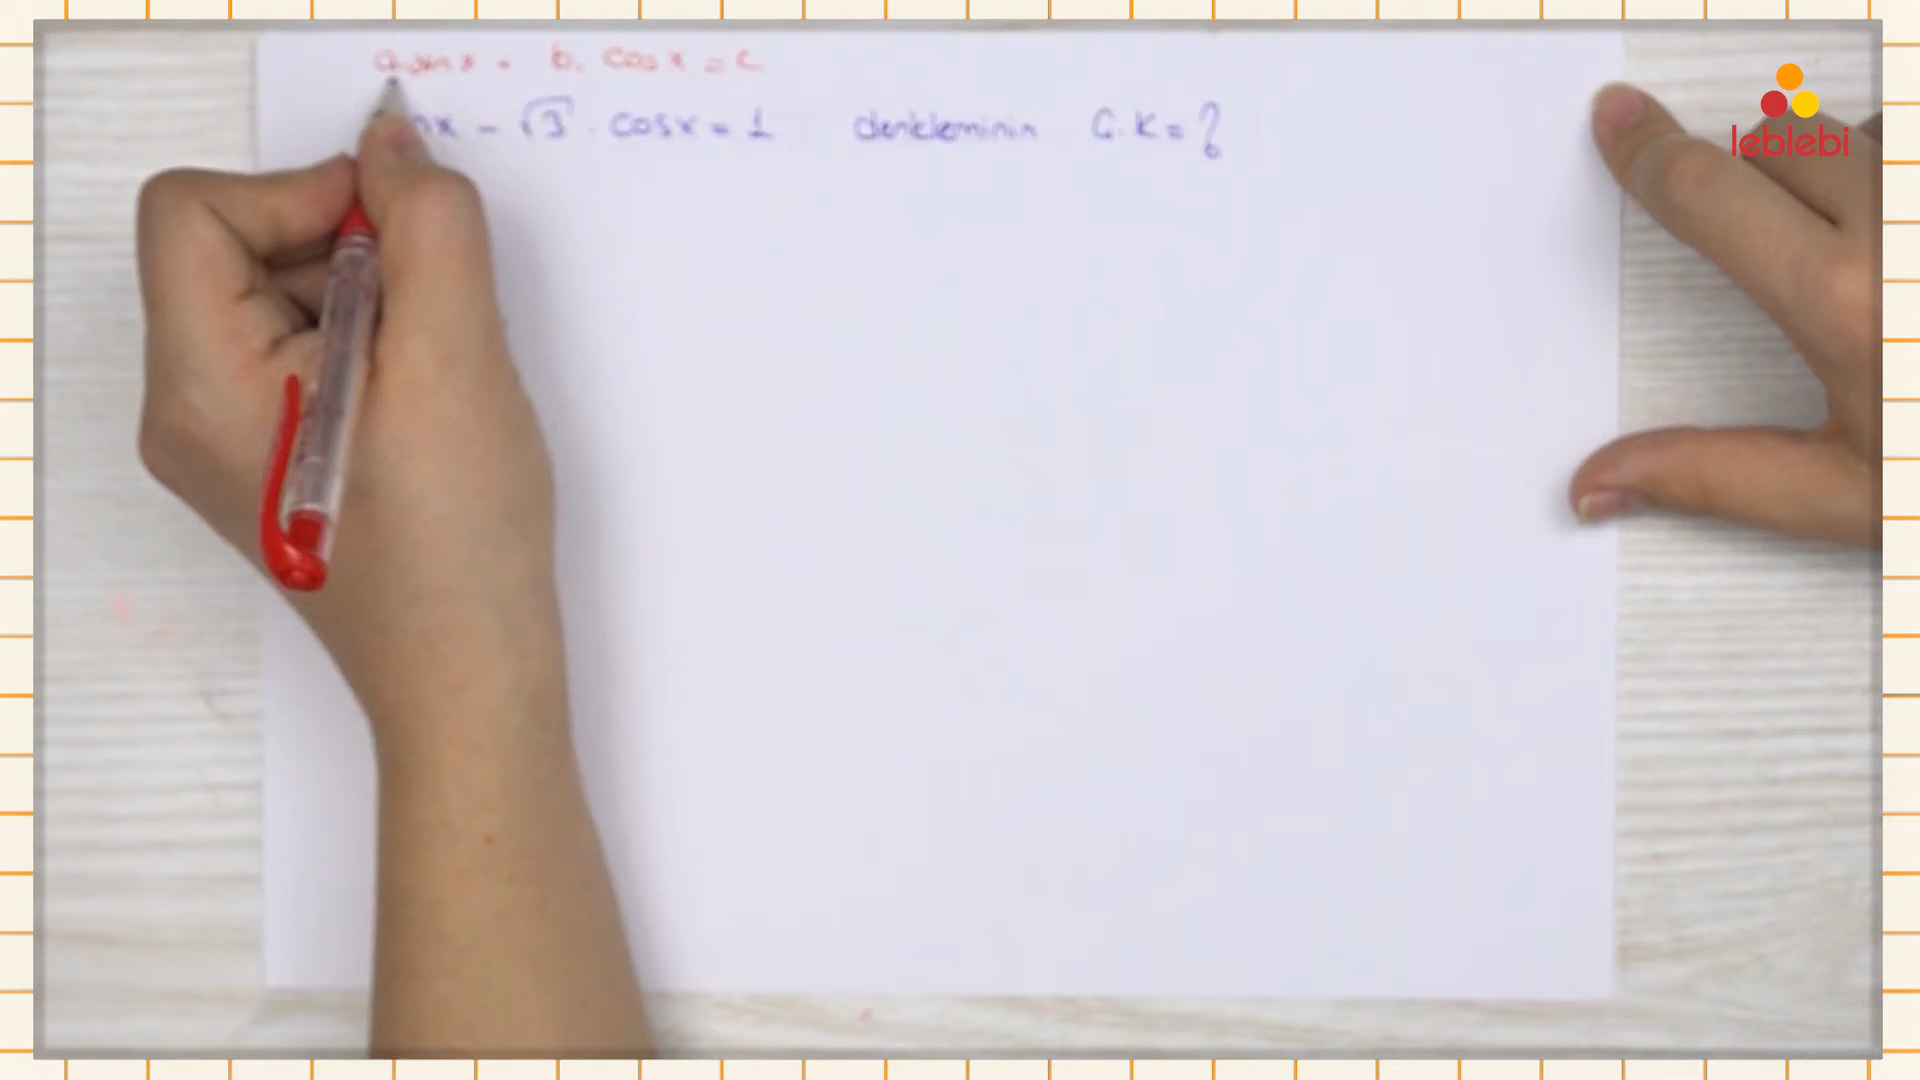 a sinx + b. cosx = c
nx - √3 . cosx = 1 denkleminin Ç.K = ?
leblebi